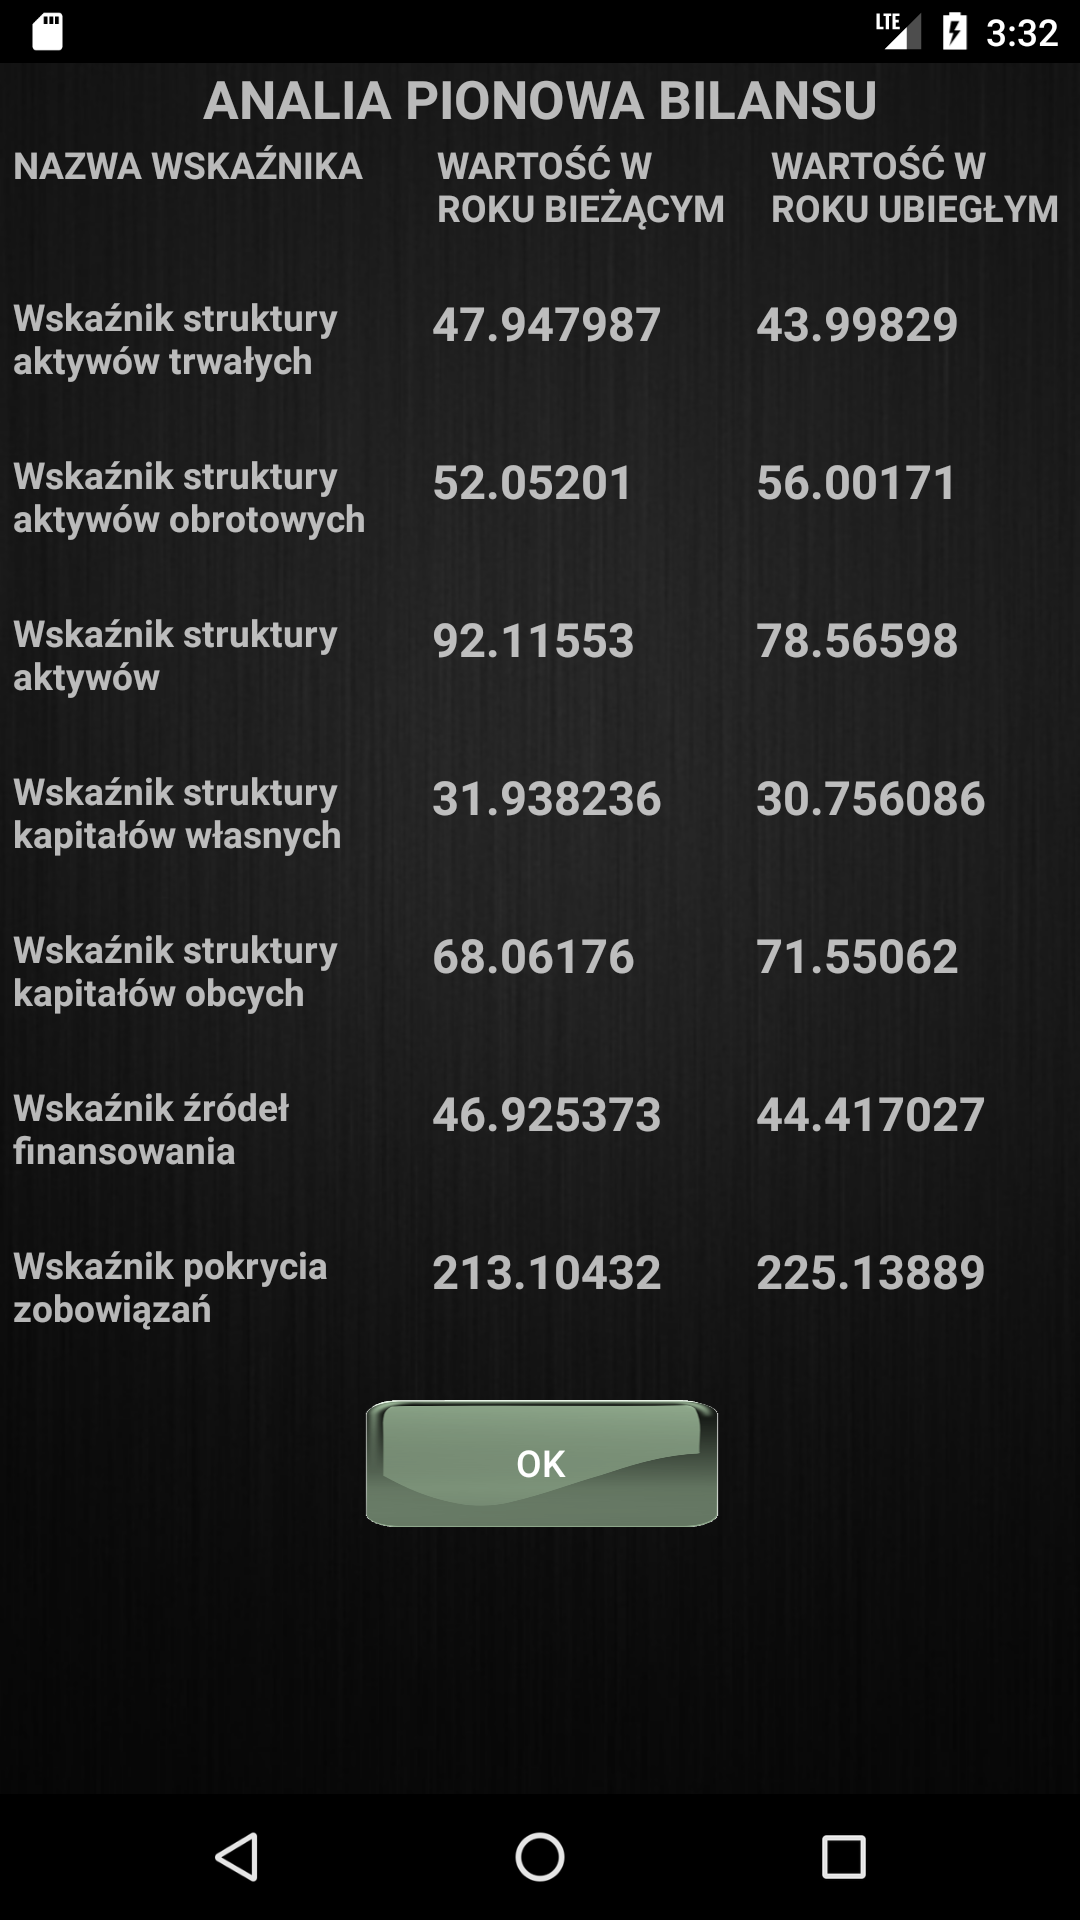 LTE 3:32
ANALIA PIONOWA BILANSU
NAZWA WSKAŹNIKA WARTOŚĆ W WARTOŚĆ W
ROKU BIEŻĄCYM ROKU UBIEGŁYM
Wskaźnik struktury 47.947987 43.99829
aktywów trwałych
Wskaźnik struktury 52.05201 56.00171
aktywów obrotowych
Wskaźnik struktury 92.11553 78.56598
aktywów
Wskaźnik struktury 31.938236 30.756086
kapitałów własnych
Wskaźnik struktury 68.06176 71.55062
kapitałów obcych
Wskaźnik źródeł 46.925373 44.417027
finansowania
Wskaźnik pokrycia 213.10432 225.13889
zobowiązań
OK